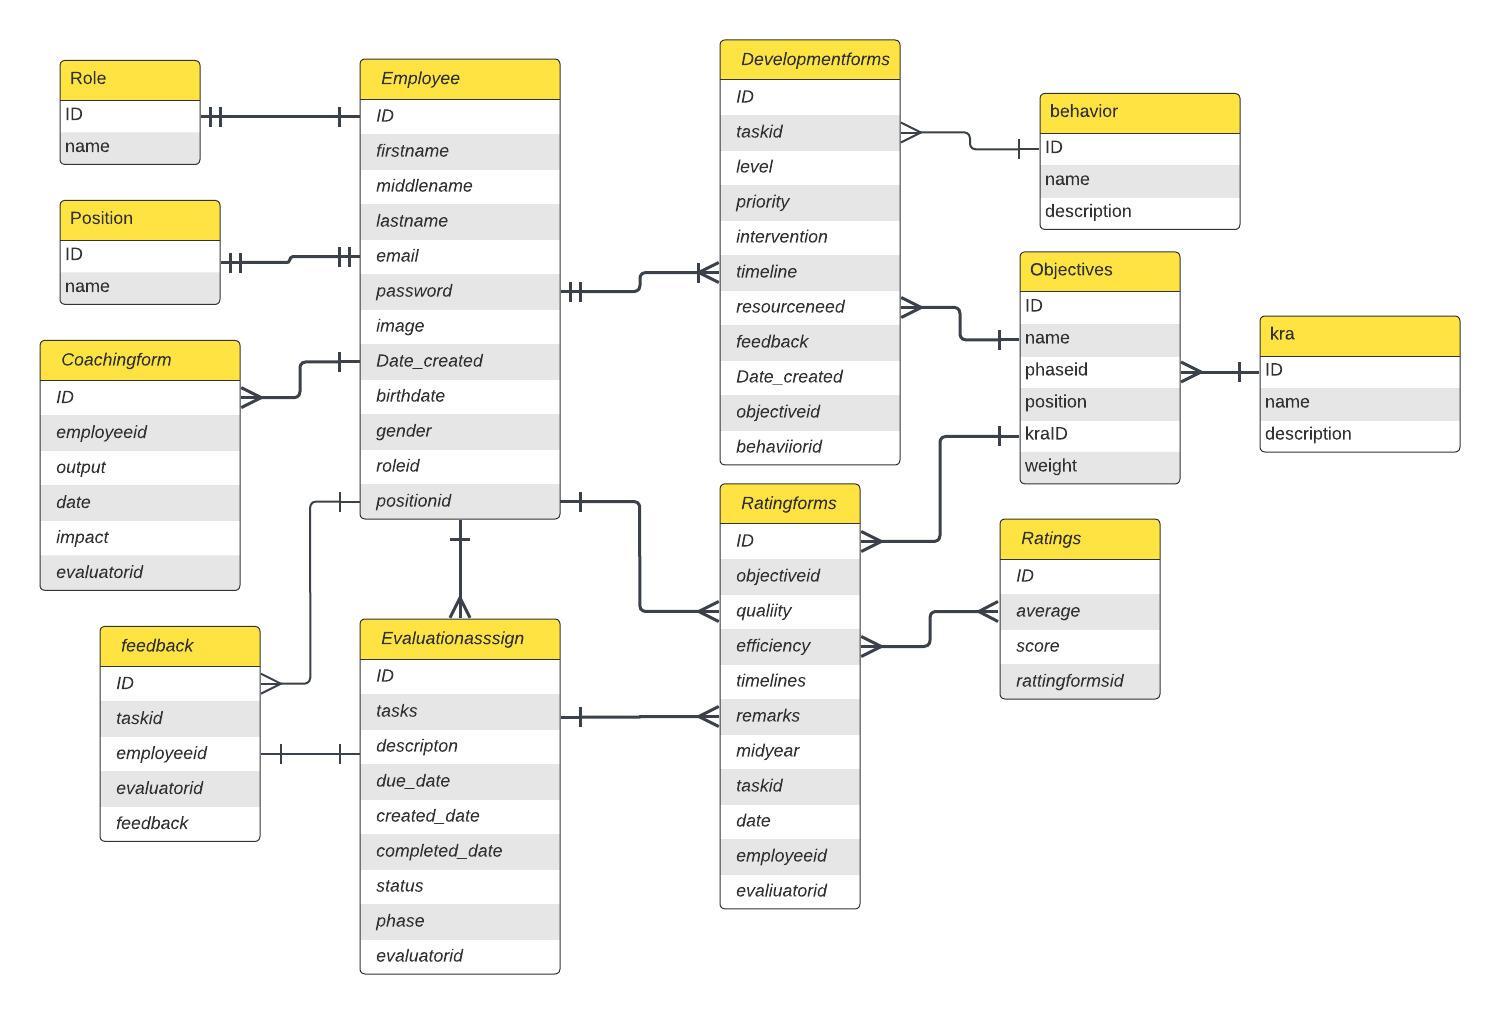 Role
ID
name
Position
ID
name
Coachingform
ID
employeeid
output
date
impact
evaluatorid
feedback
ID
taskid
employeeid
evaluatorid
feedback
Employee
ID
firstname
middlename
lastname
email
password
image
Date_created
birthdate
gender
roleid
positionid
Evaluationasssign
ID
tasks
descripton
due_date
created_date
completed_date
status
phase
evaluatorid
Developmentforms
ID
taskid
level
priority
intervention
timeline
resourceneed
feedback
Date_created
objectiveid
behaviiorid
Ratingforms
ID
objectiveid
qualiity
efficiency
timelines
remarks
midyear
taskid
date
employeeid
evaliuatorid
behavior
ID
name
description
Objectives
ID
name
phaseid
position
kraID
weight
Ratings
ID
average
score
rattingformsid
kra
ID
name
description